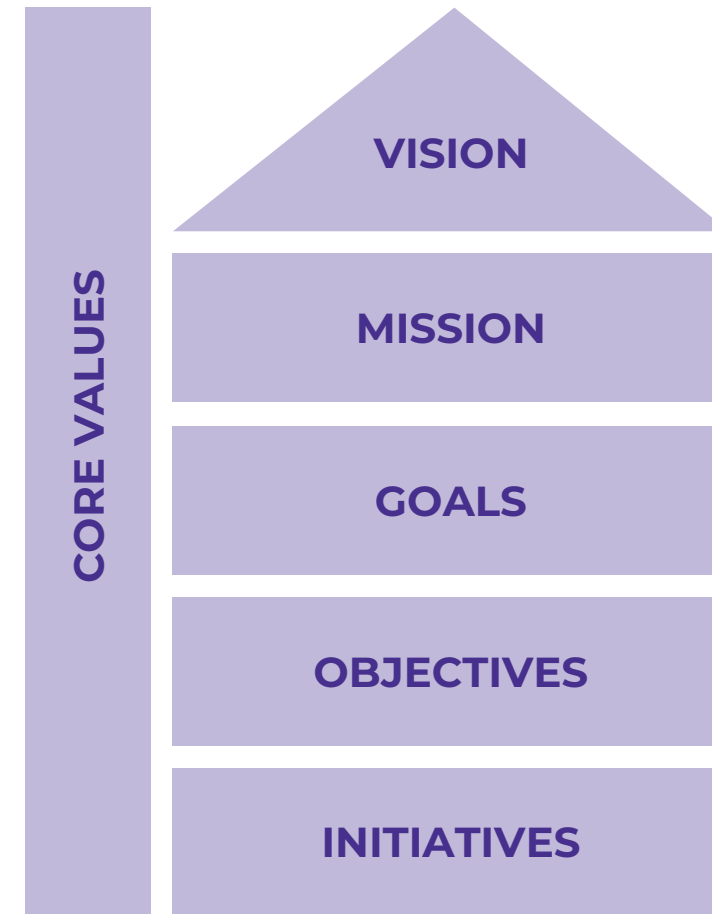 CORE VALUES
VISION
MISSION
GOALS
OBJECTIVES
INITIATIVES